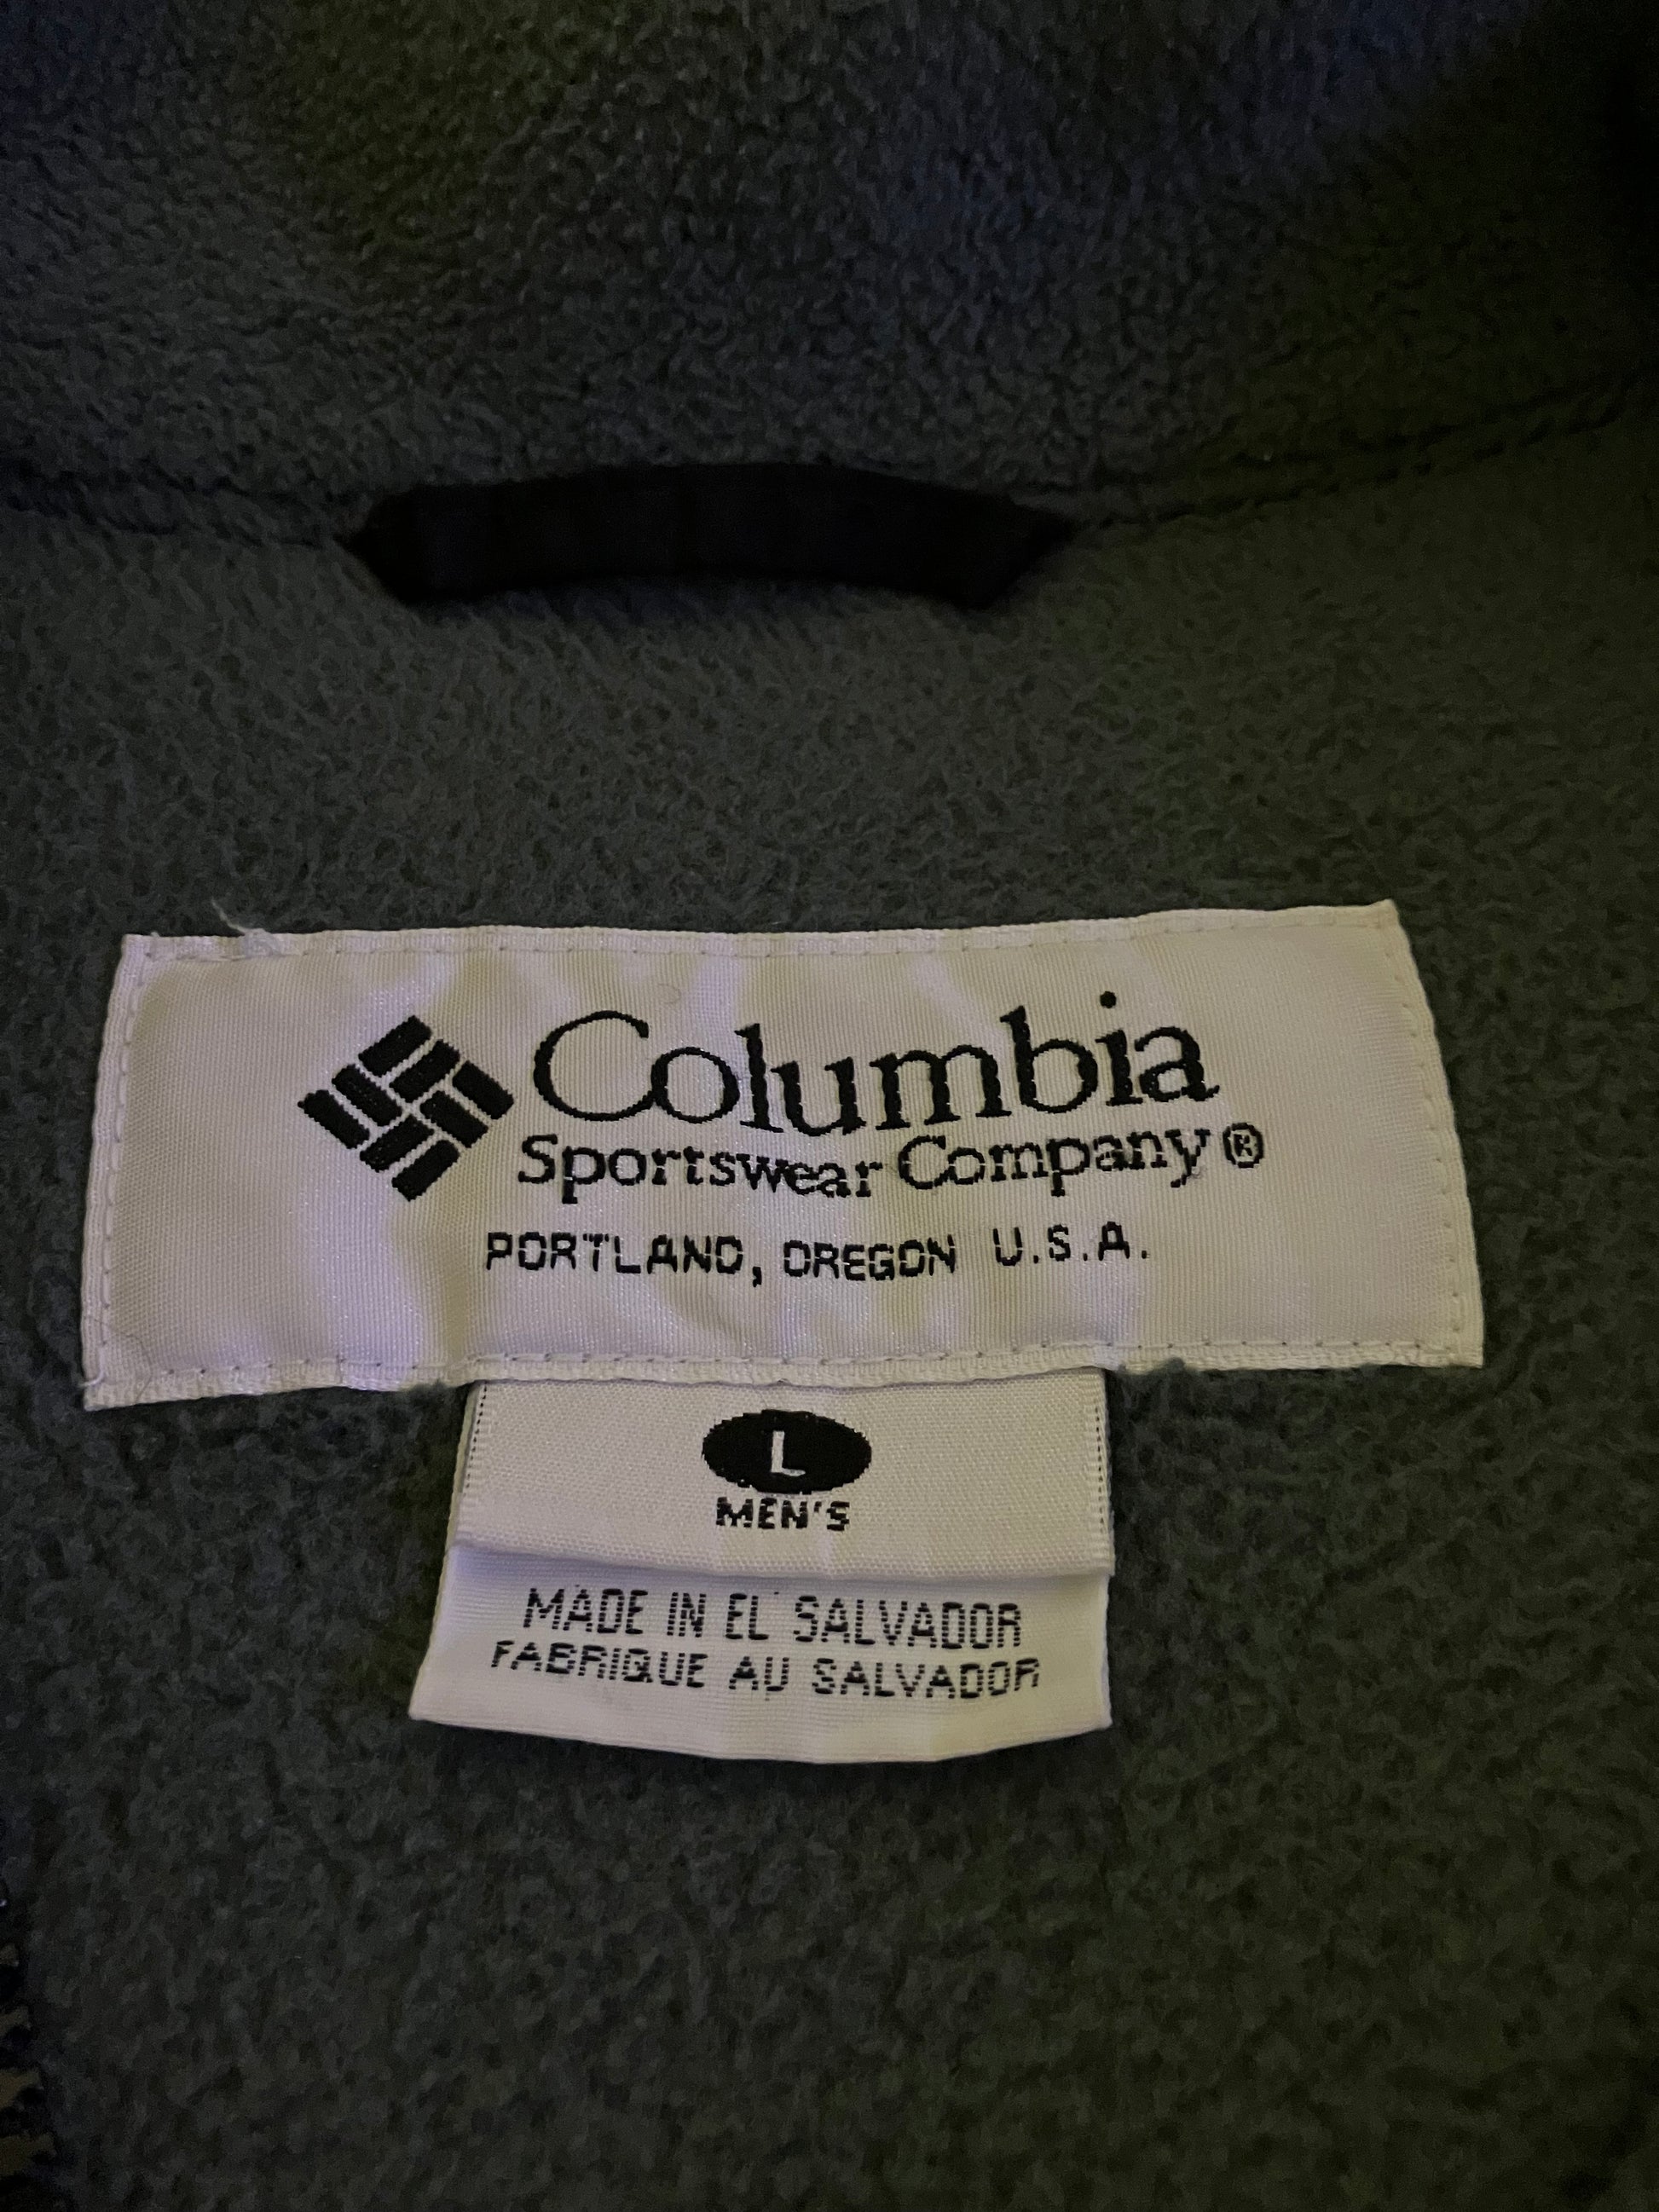 Columbia
Sportswear Company®
PORTLAND, OREGON U.S.A.
L
MEN'S
MADE IN EL SALVADOR
FABRIQUE AU SALVADOR